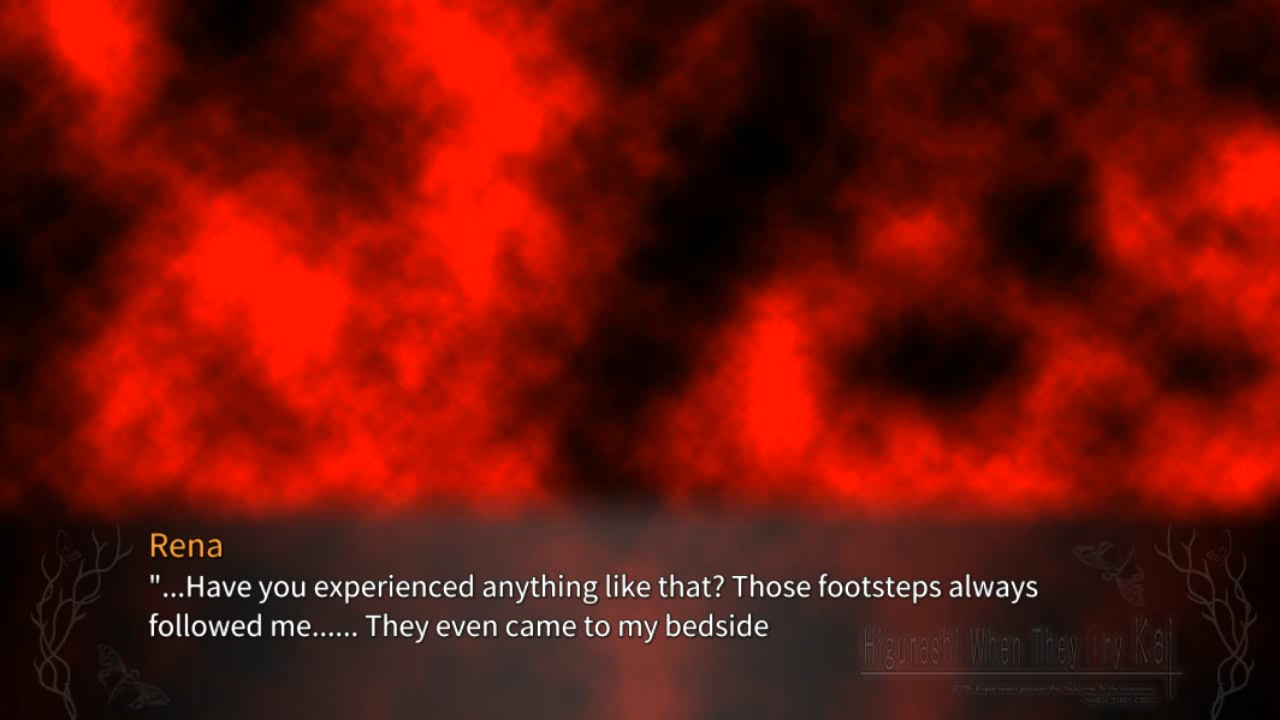 Rena
"...Have you experienced anything like that? Those footsteps always
followed me...... They even came to my bedside
Higurashi When They Cry Kai